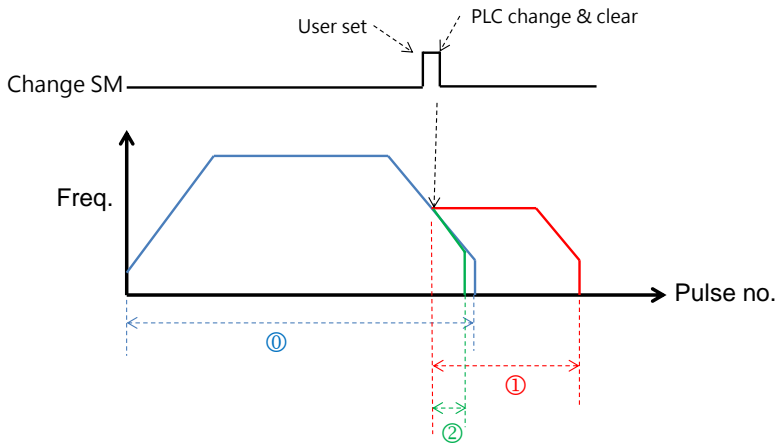 User set
PLC change & clear
Change SM
Freq.
Pulse no.
⓪
①
②